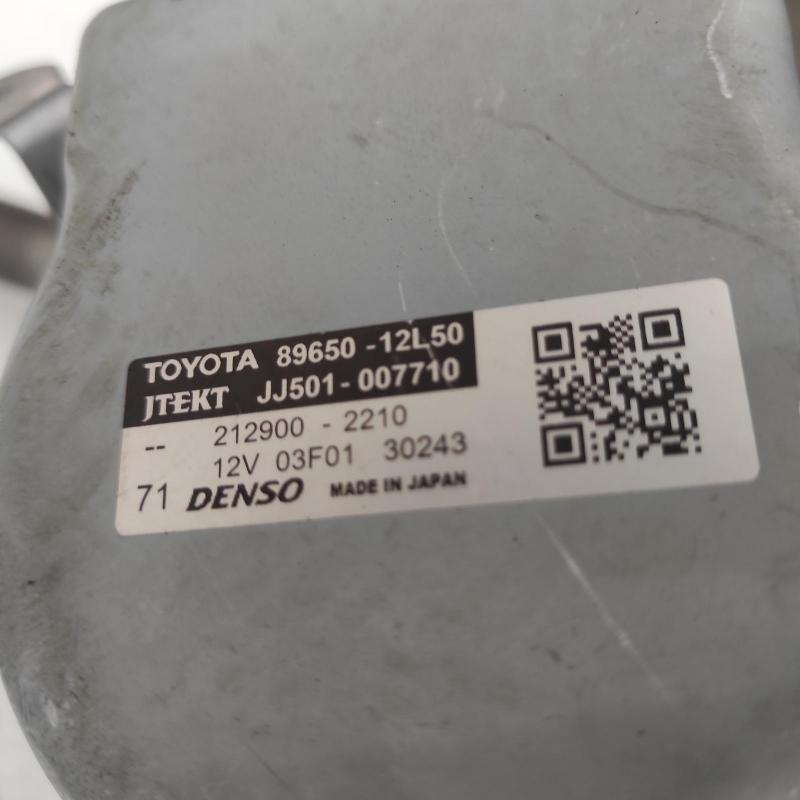 TOYOTA 89650-12L50
JTEKT JJ501-007710
-- 212900-2210
12V 03F01 30243
71 DENSO MADE IN JAPAN